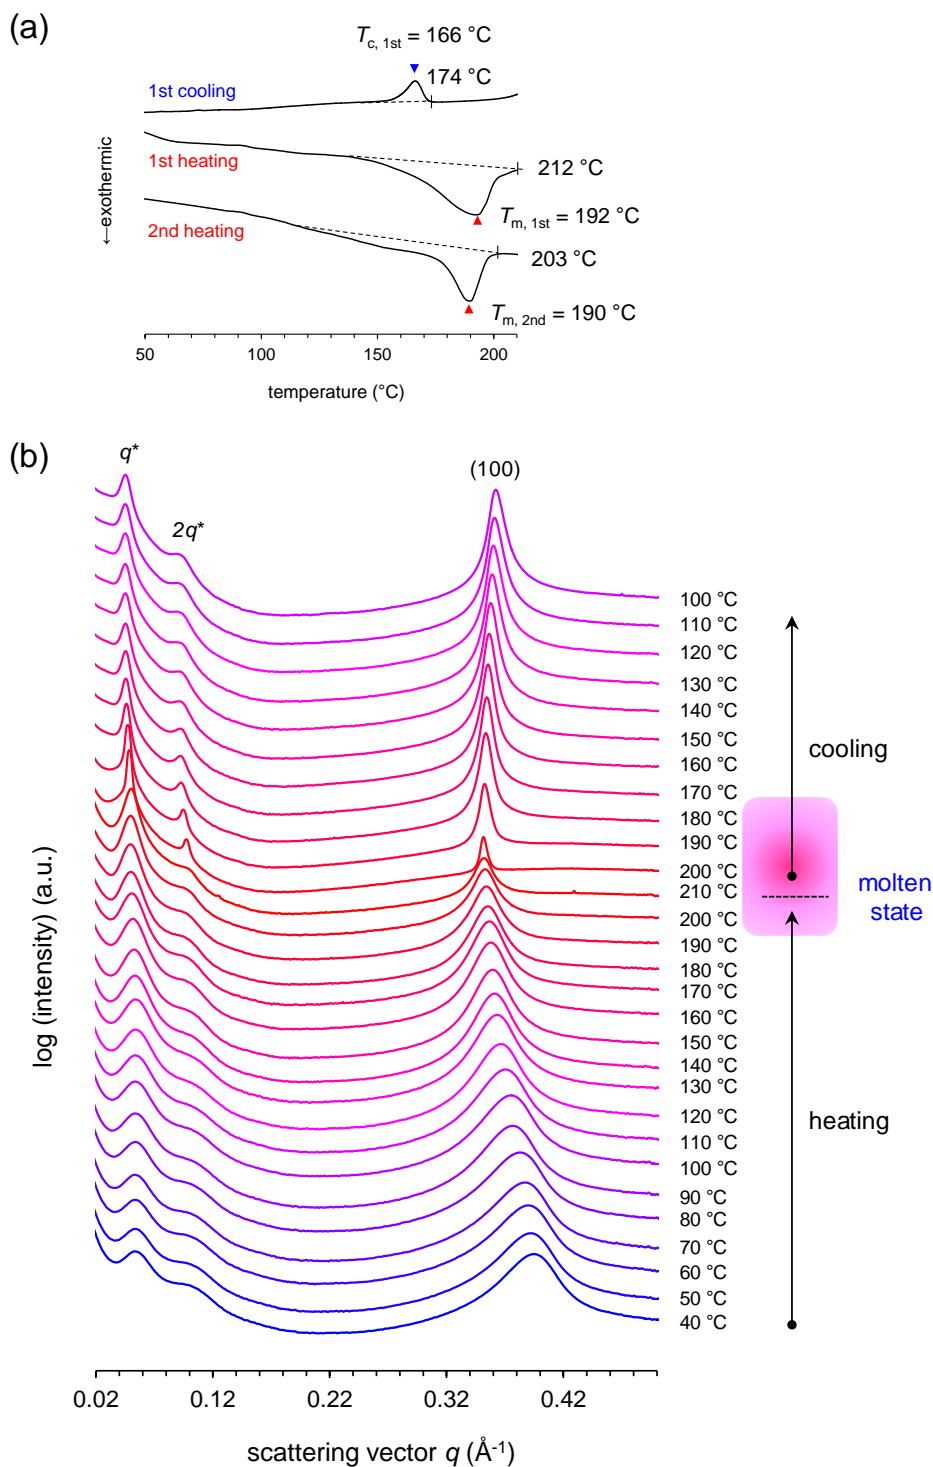 (a)
T c, 1st = 166 °C
174 °C
1st cooling
1st heating
212 °C
T m, 1st = 192 °C
2nd heating
203 °C
T m, 2nd = 190 °C
←exothermic
50 100 150 200
temperature (°C)
(b)
q*
2q*
(100)
100 °C
110 °C
120 °C
130 °C
140 °C
150 °C
160 °C
170 °C
180 °C
190 °C
200 °C
210 °C
200 °C
190 °C
180 °C
170 °C
160 °C
150 °C
140 °C
130 °C
120 °C
110 °C
100 °C
90 °C
80 °C
70 °C
60 °C
50 °C
40 °C
cooling
molten
state
heating
log (intensity) (a.u.)
0.02 0.12 0.22 0.32 0.42
scattering vector q (Å-1)